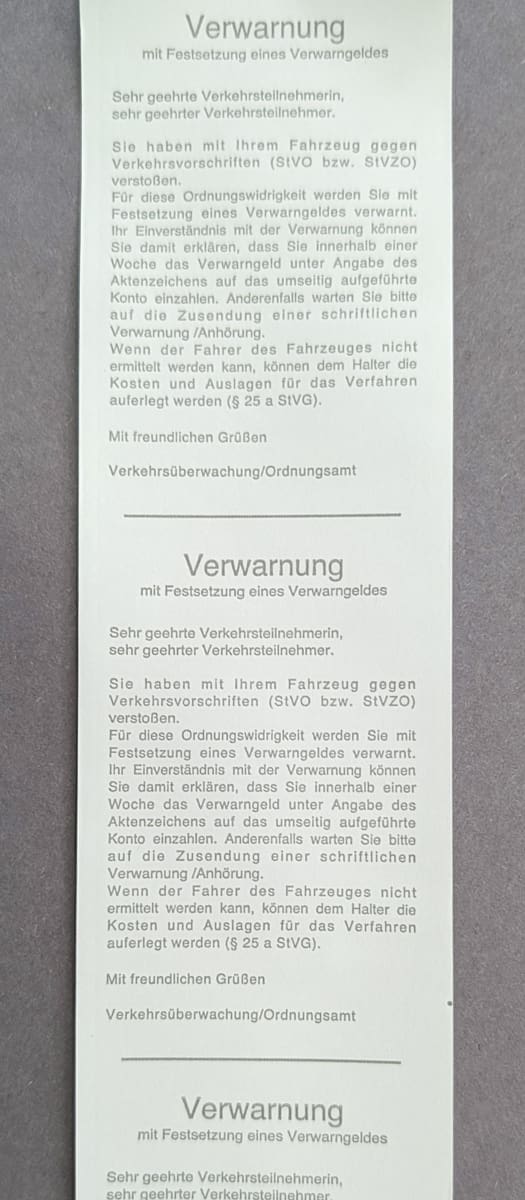 Verwarnung
mit Festsetzung eines Verwarngeldes
Sehr geehrte Verkehrsteilnehmerin,
sehr geehrter Verkehrsteilnehmer.
Sie haben mit Ihrem Fahrzeug gegen
Verkehrsvorschriften (StVO bzw. StVZO)
verstoßen.
Für diese Ordnungswidrigkeit werden Sie mit
Festsetzung eines Verwarngeldes verwarnt.
Ihr Einverständnis mit der Verwarnung können
Sie damit erklären, dass Sie innerhalb einer
Woche das Verwarngeld unter Angabe des
Aktenzeichens auf das umseitig aufgeführte
Konto einzahlen. Anderenfalls warten Sie bitte
auf die Zusendung einer schriftlichen
Verwarnung /Anhörung.
Wenn der Fahrer des Fahrzeuges nicht
ermittelt werden kann, können dem Halter die
Kosten und Auslagen für das Verfahren
auferlegt werden (§ 25 a StVG).
Mit freundlichen Grüßen
Verkehrsüberwachung/Ordnungsamt
Verwarnung
mit Festsetzung eines Verwarngeldes
Sehr geehrte Verkehrsteilnehmerin,
sehr geehrter Verkehrsteilnehmer.
Sie haben mit Ihrem Fahrzeug gegen
Verkehrsvorschriften (StVO bzw. StVZO)
verstoßen.
Für diese Ordnungswidrigkeit werden Sie mit
Festsetzung eines Verwarngeldes verwarnt.
Ihr Einverständnis mit der Verwarnung können
Sie damit erklären, dass Sie innerhalb einer
Woche das Verwarngeld unter Angabe des
Aktenzeichens auf das umseitig aufgeführte
Konto einzahlen. Anderenfalls warten Sie bitte
auf die Zusendung einer schriftlichen
Verwarnung /Anhörung.
Wenn der Fahrer des Fahrzeuges nicht
ermittelt werden kann, können dem Halter die
Kosten und Auslagen für das Verfahren
auferlegt werden (§ 25 a StVG).
Mit freundlichen Grüßen
Verkehrsüberwachung/Ordnungsamt
Verwarnung
mit Festsetzung eines Verwarngeldes
Sehr geehrte Verkehrsteilnehmerin,
sehr geehrter Verkehrsteilnehmer.